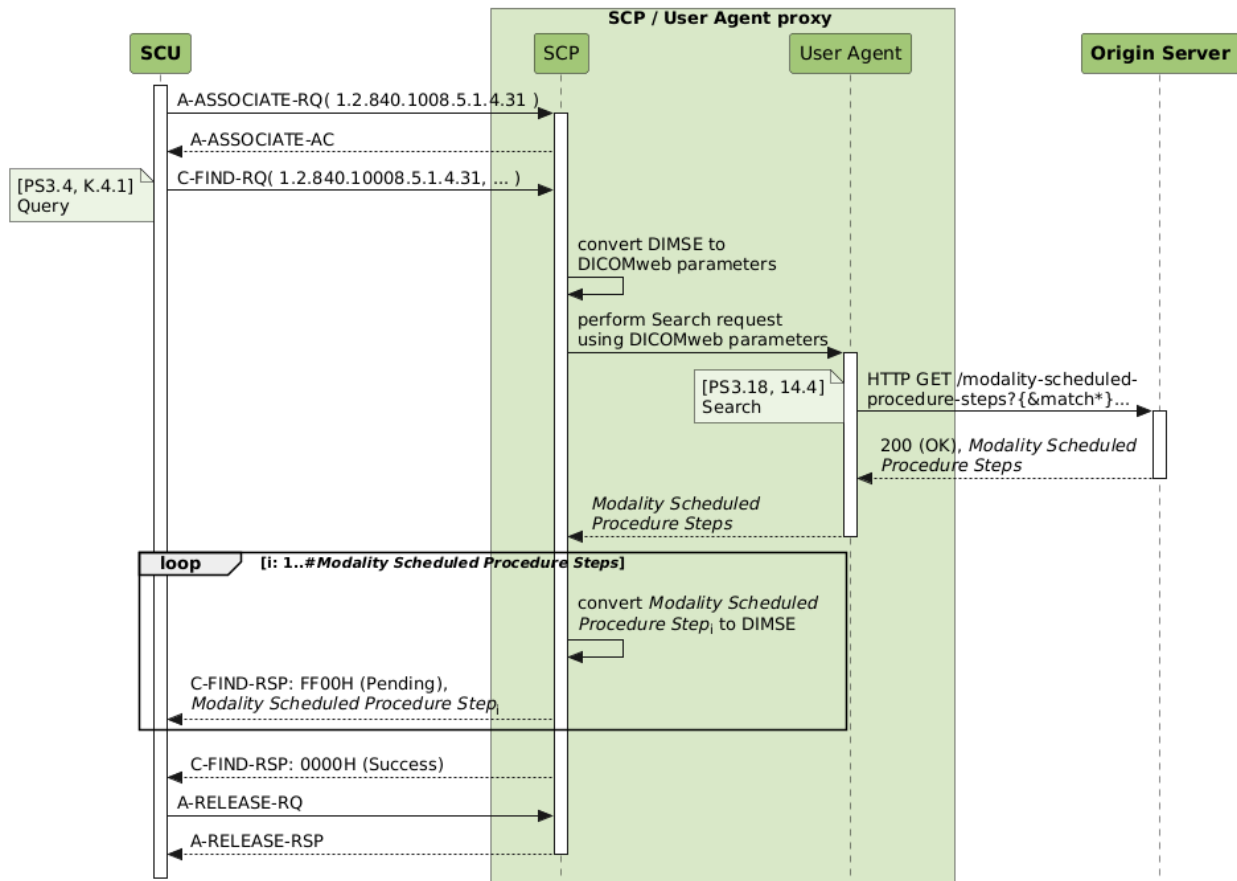 SCP / User Agent proxy
SCU
SCP
User Agent
Origin Server
A-ASSOCIATE-RQ( 1.2.840.1008.5.1.4.31 )
A-ASSOCIATE-AC
[PS3.4, K.4.1]
Query
C-FIND-RQ( 1.2.840.10008.5.1.4.31, ... )
convert DIMSE to
DICOMweb parameters
perform Search request
using DICOMweb parameters
[PS3.18, 14.4]
Search
HTTP GET /modality-scheduled-
procedure-steps?{&match*}...
200 (OK), Modality Scheduled
Procedure Steps
Modality Scheduled
Procedure Steps
loop [i: 1..#Modality Scheduled Procedure Steps]
convert Modality Scheduled
Procedure Stepi to DIMSE
C-FIND-RSP: FF00H (Pending),
Modality Scheduled Procedure Stepi
C-FIND-RSP: 0000H (Success)
A-RELEASE-RQ
A-RELEASE-RSP